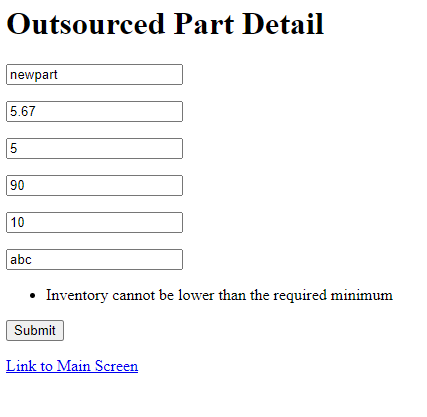 Outsourced Part Detail
newpart
5.67
5
90
10
abc
Inventory cannot be lower than the required minimum
Submit
Link to Main Screen